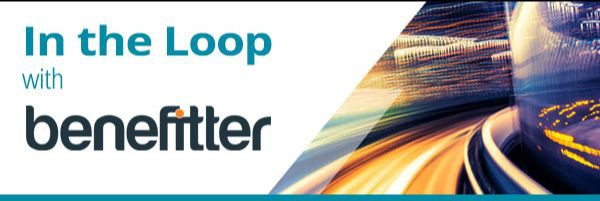 In the Loop
with
benefitter